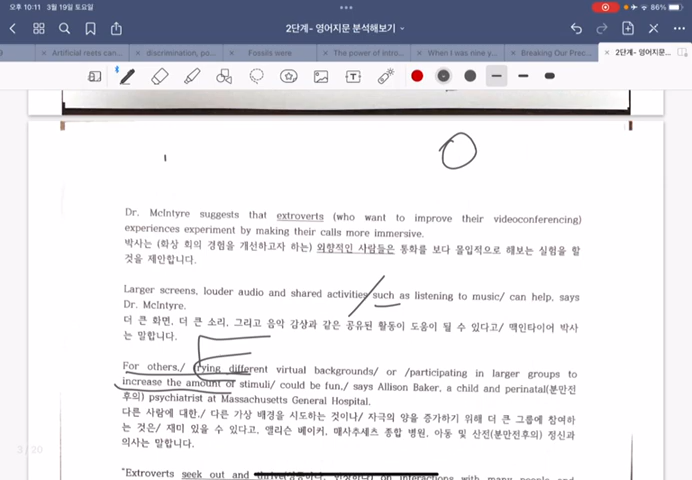 오후 10:11 3월 19일 토요일
86%
2단계- 영어지문 분석해보기
Artificial reefs can...
discrimination, po...
Fossils were
The power of intro...
When I was nine y...
Breaking Our Prec...
2단계- 영어지문...
Dr. McIntyre suggests that extroverts (who want to improve their videoconferencing)
experiences experiment by making their calls more immersive.
박사는 (화상 회의 경험을 개선하고자 하는) 외향적인 사람들은 통화를 보다 몰입적으로 해보는 실험을 할
것을 제안합니다.
Larger screens, louder audio and shared activities/ such as listening to music/ can help, says
Dr. McIntyre.
더 큰 화면, 더 큰 소리, 그리고 음악 감상과 같은 공유된 활동이 도움이 될 수 있다고/ 맥인타이어 박사
는 말합니다.
For others,/ trying different virtual backgrounds/ or /participating in larger groups to
increase the amount of stimuli/ could be fun,/ says Allison Baker, a child and perinatal(분만전
후의) psychiatrist at Massachusetts General Hospital.
다른 사람에 대한,/ 다른 가상 배경을 시도하는 것이나/ 자극의 양을 증가하기 위해 더 큰 그룹에 참여하
는 것은/ 재미 있을 수 있다고, 앨리슨 베이커, 매사추세츠 종합 병원, 아동 및 산전(분만전후의) 정신과
의사는 말합니다.
3 / 20
"Extroverts seek out and interactions with many people and